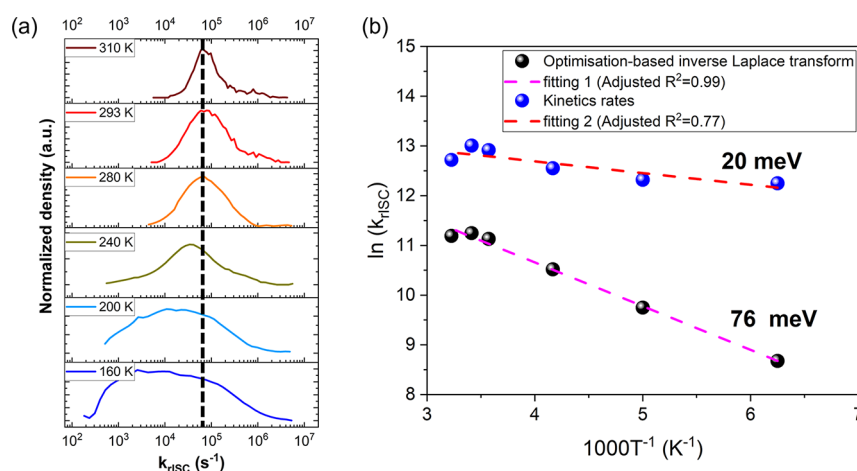 (a)
10² 10³ 10⁴ 10⁵ 10⁶ 10⁷
310 K
293 K
280 K
240 K
200 K
160 K
Normalized density (a.u.)
10² 10³ 10⁴ 10⁵ 10⁶ 10⁷
k_rISC (s⁻¹)
(b)
15
14
13
12
11
10
9
8
ln (k_rISC)
Optimisation-based inverse Laplace transform
fitting 1 (Adjusted R²=0.99)
Kinetics rates
fitting 2 (Adjusted R²=0.77)
20 meV
76 meV
3 4 5 6 7
1000T⁻¹ (K⁻¹)